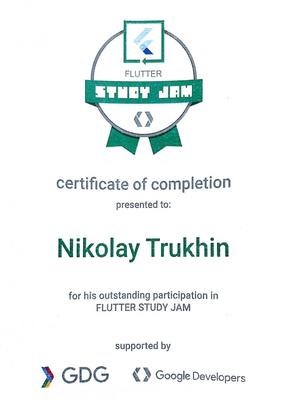 FLUTTER
STUDY JAM
certificate of completion
presented to:
Nikolay Trukhin
for his outstanding participation in
FLUTTER STUDY JAM
supported by
GDG Google Developers